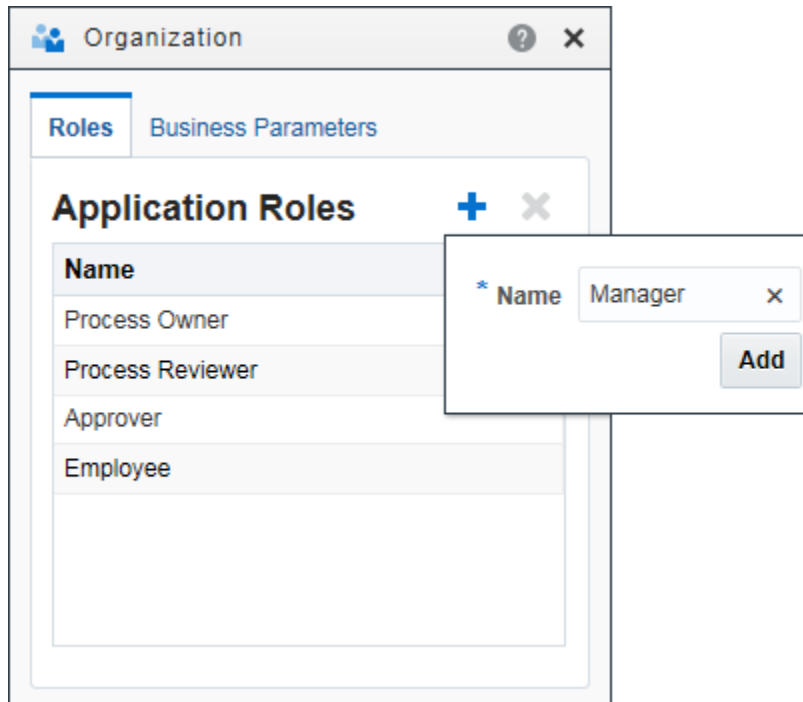 Organization
Roles Business Parameters
Application Roles
Name
Process Owner
Process Reviewer
Approver
Employee
* Name Manager
Add